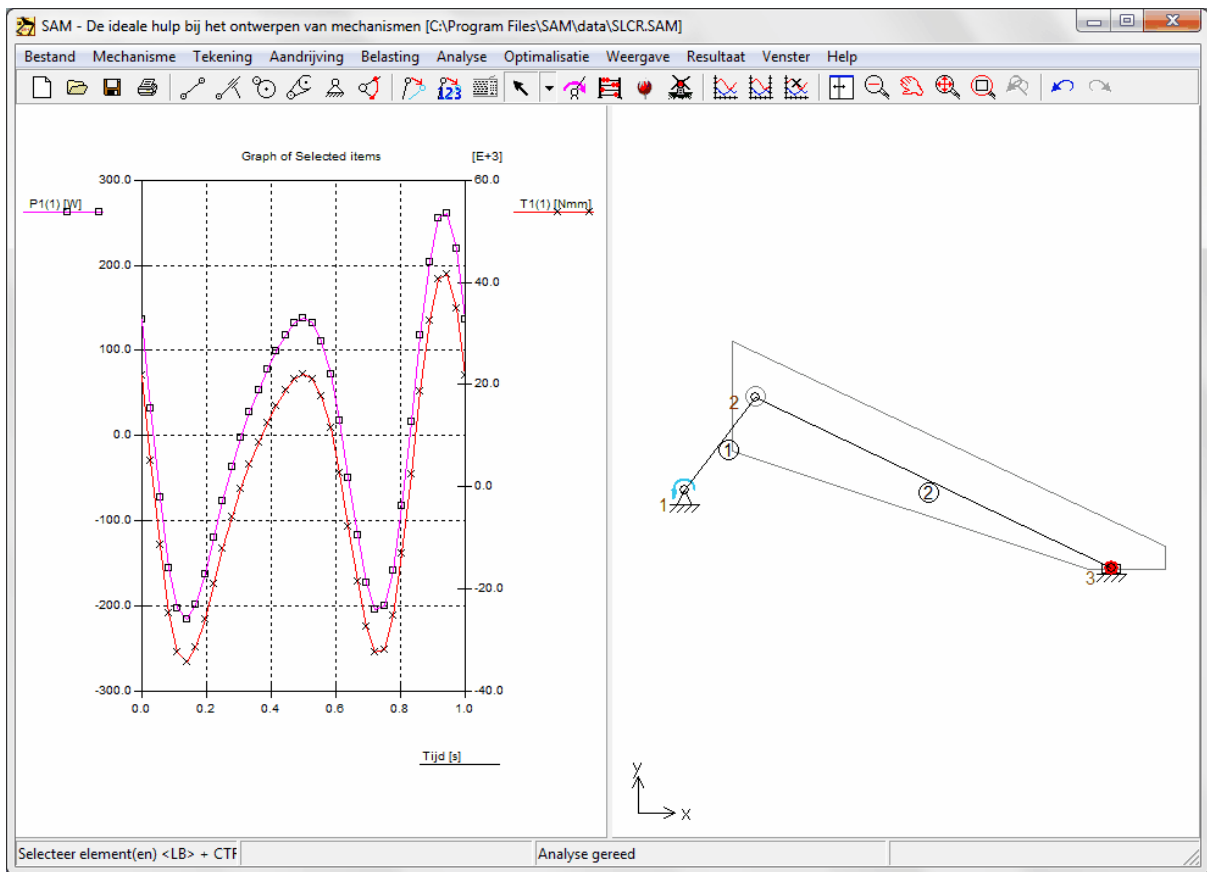 SAM - De ideale hulp bij het ontwerpen van mechanismen [C:\Program Files\SAM\data\SLCR.SAM]
Bestand Mechanisme Tekening Aandrijving Belasting Analyse Optimalisatie Weergave Resultaat Venster Help
123
Graph of Selected items [E+3]
300.0 60.0
P1(1) [W] T1(1) [Nmm]
200.0
40.0
100.0
20.0
0.0
0.0
-100.0
-20.0
-200.0
-300.0 -40.0
0.0 0.2 0.4 0.6 0.8 1.0
Tijd [s]
2
1
2
1
3
y
x
Selecteer element(en) <LB> + CTF Analyse gereed